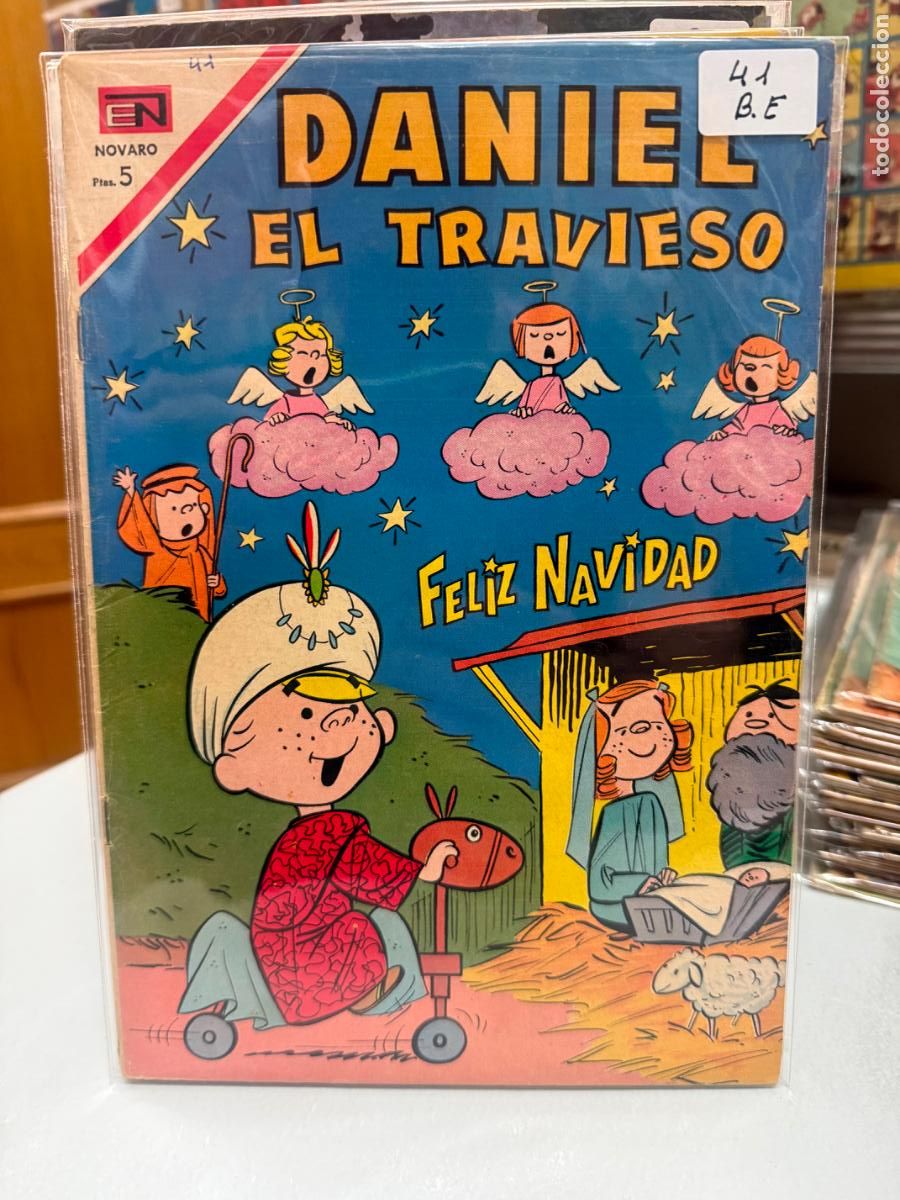 41
41
B.E
EN
NOVARO
Ptas. 5
DANIEL
EL TRAVIESO
FELIZ NAVIDAD
todocoleccion